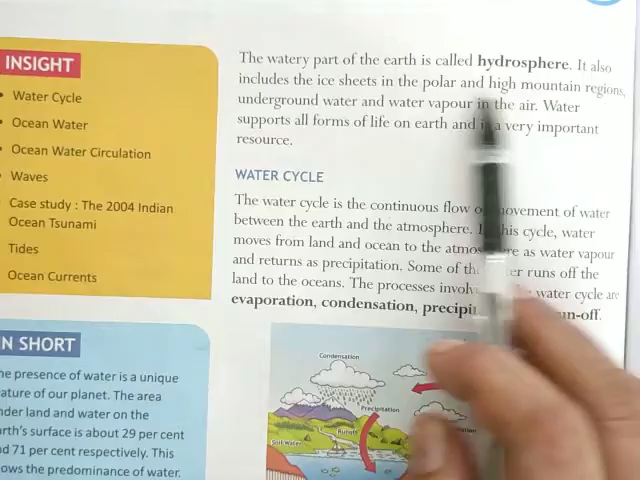 INSIGHT
Water Cycle
Ocean Water
Ocean Water Circulation
Waves
Case study : The 2004 Indian
Ocean Tsunami
Tides
Ocean Currents
N SHORT
he presence of water is a unique
ature of our planet. The area
nder land and water on the
arth's surface is about 29 per cent
nd 71 per cent respectively. This
ows the predominance of water.
The watery part of the earth is called hydrosphere. It also
includes the ice sheets in the polar and high mountain regions,
underground water and water vapour in the air. Water
supports all forms of life on earth and is a very important
resource.
WATER CYCLE
The water cycle is the continuous flow movement of water
between the earth and the atmosphere. this cycle, water
moves from land and ocean to the atmos re as water vapour
and returns as precipitation. Some of the er runs off the
land to the oceans. The processes involv water cycle are
evaporation, condensation, precipi un-off.
Condensation
Precipitation
Runoff
Soil Water